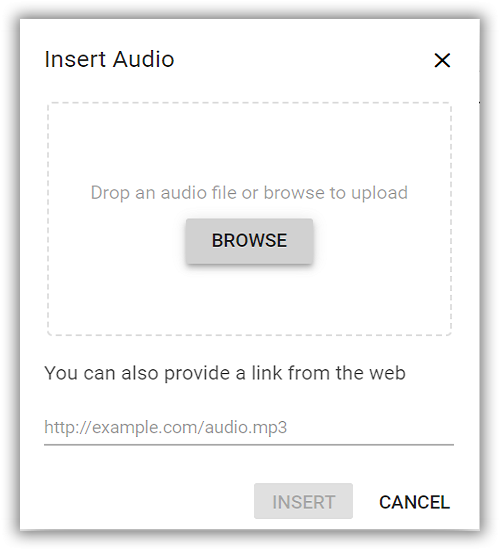 Insert Audio
Drop an audio file or browse to upload
BROWSE
You can also provide a link from the web
http://example.com/audio.mp3
INSERT CANCEL